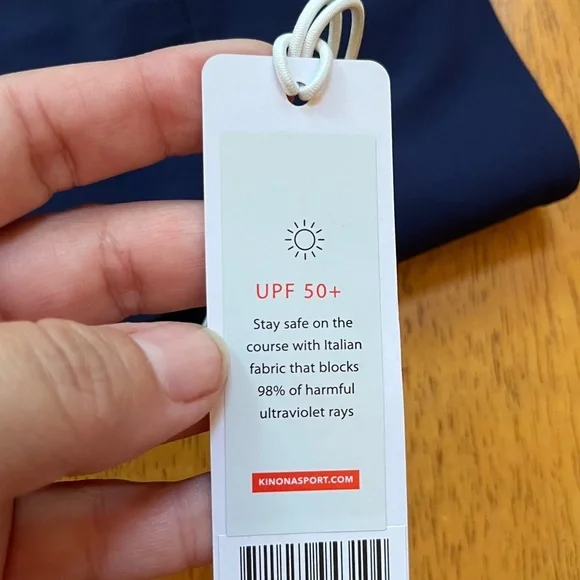 UPF 50+
Stay safe on the
course with Italian
fabric that blocks
98% of harmful
ultraviolet rays
KINONASPORT.COM